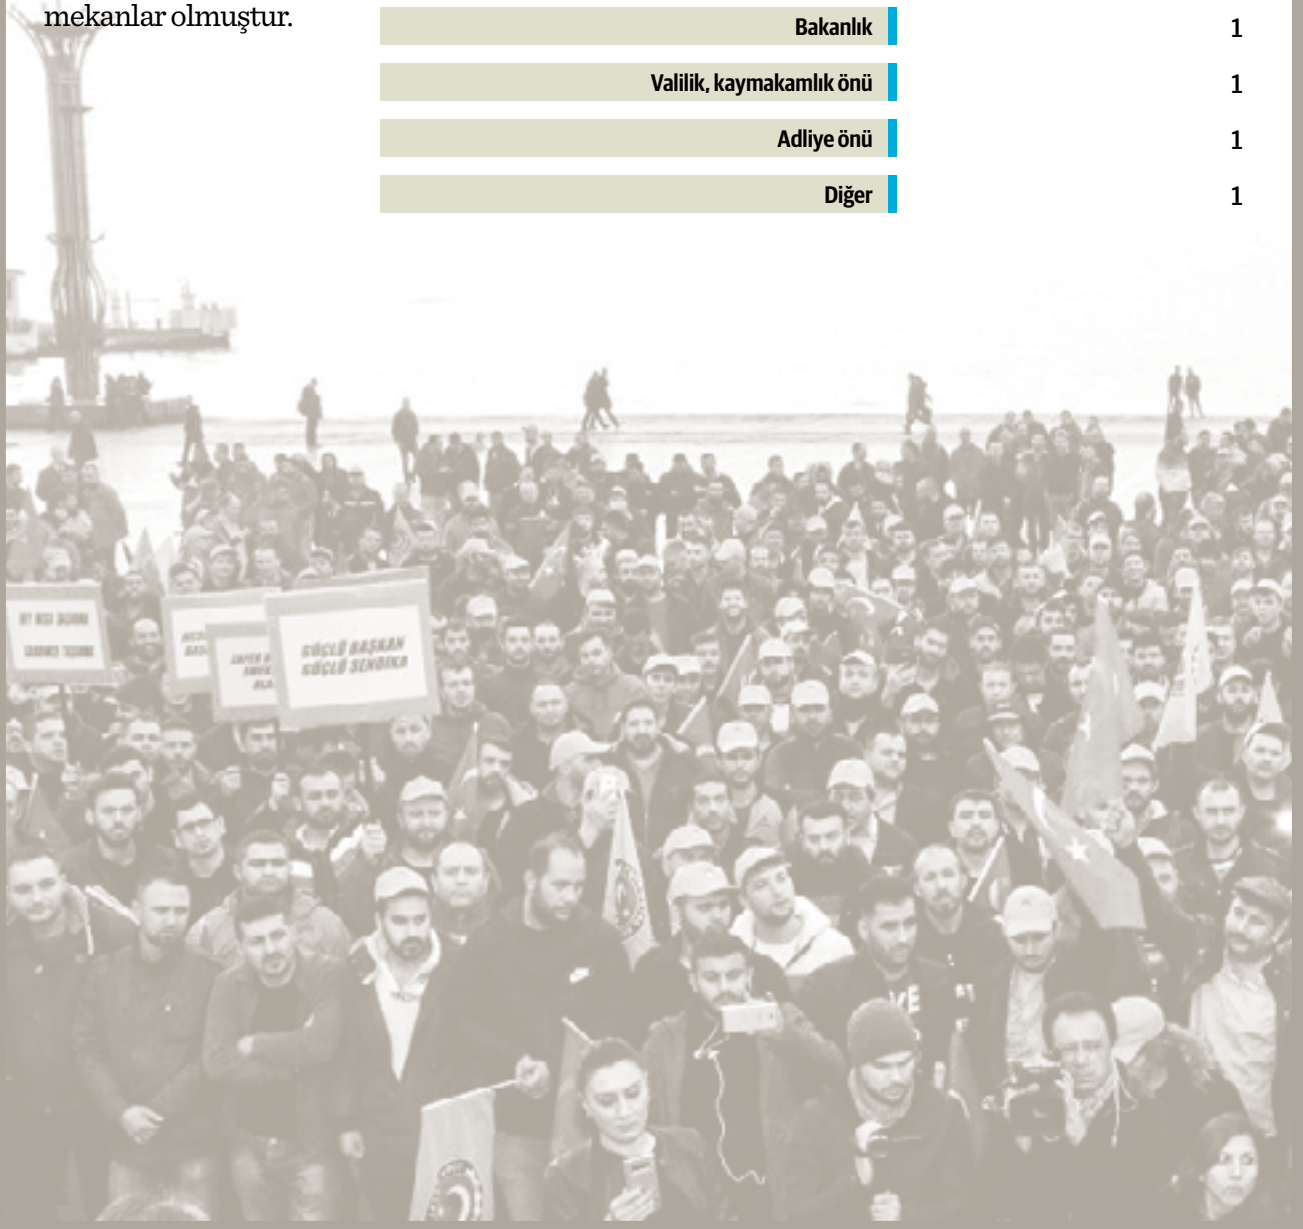 mekanlar olmuştur.
Bakanlık 1
Valilik, kaymakamlık önü 1
Adliye önü 1
Diğer 1
GÜÇLÜ BAŞKAN
GÜÇLÜ SENDİKA